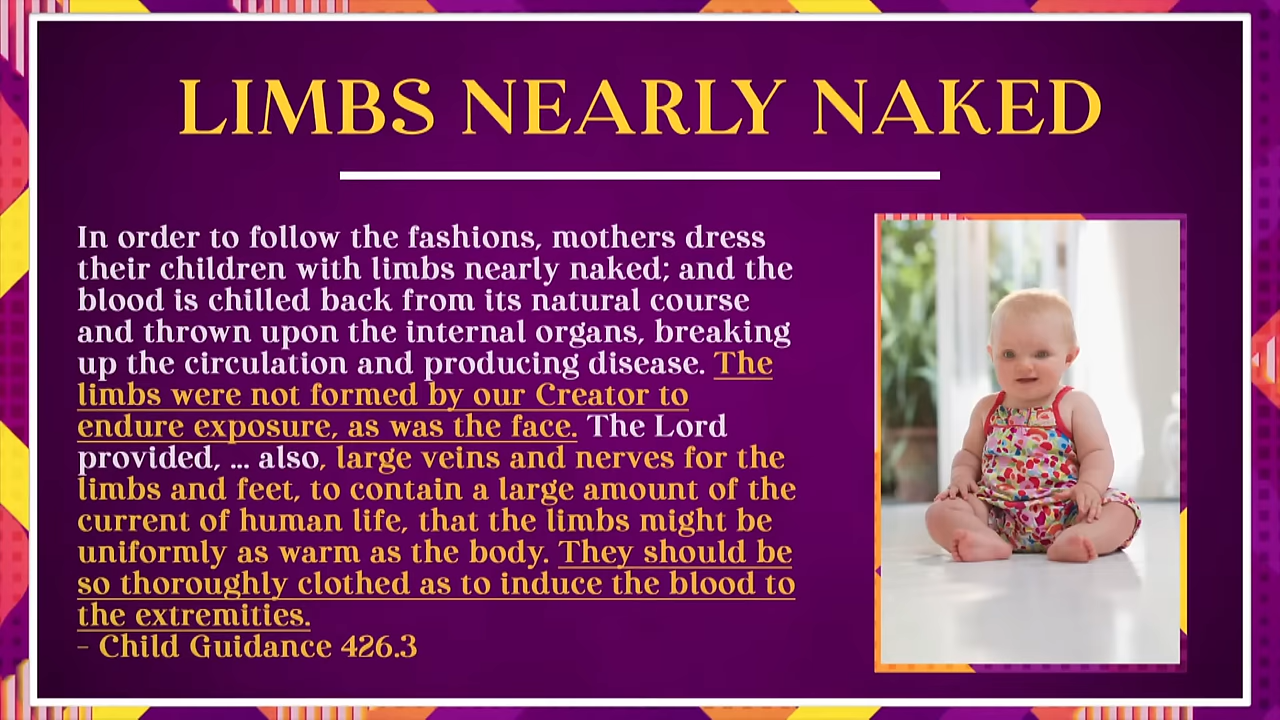 LIMBS NEARLY NAKED
In order to follow the fashions, mothers dress
their children with limbs nearly naked; and the
blood is chilled back from its natural course
and thrown upon the internal organs, breaking
up the circulation and producing disease. The
limbs were not formed by our Creator to
endure exposure, as was the face. The Lord
provided, ... also, large veins and nerves for the
limbs and feet, to contain a large amount of the
current of human life, that the limbs might be
uniformly as warm as the body. They should be
so thoroughly clothed as to induce the blood to
the extremities.
- Child Guidance 426.3